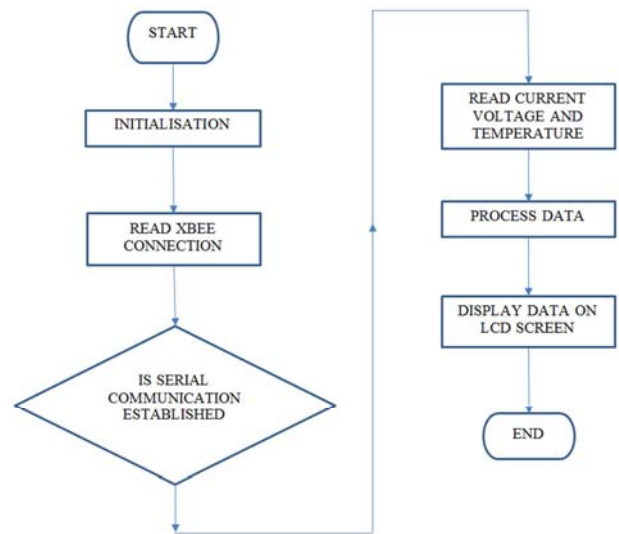 START
INITIALISATION
READ XBEE
CONNECTION
IS SERIAL
COMMUNICATION
ESTABLISHED
READ CURRENT
VOLTAGE AND
TEMPERATURE
PROCESS DATA
DISPLAY DATA ON
LCD SCREEN
END